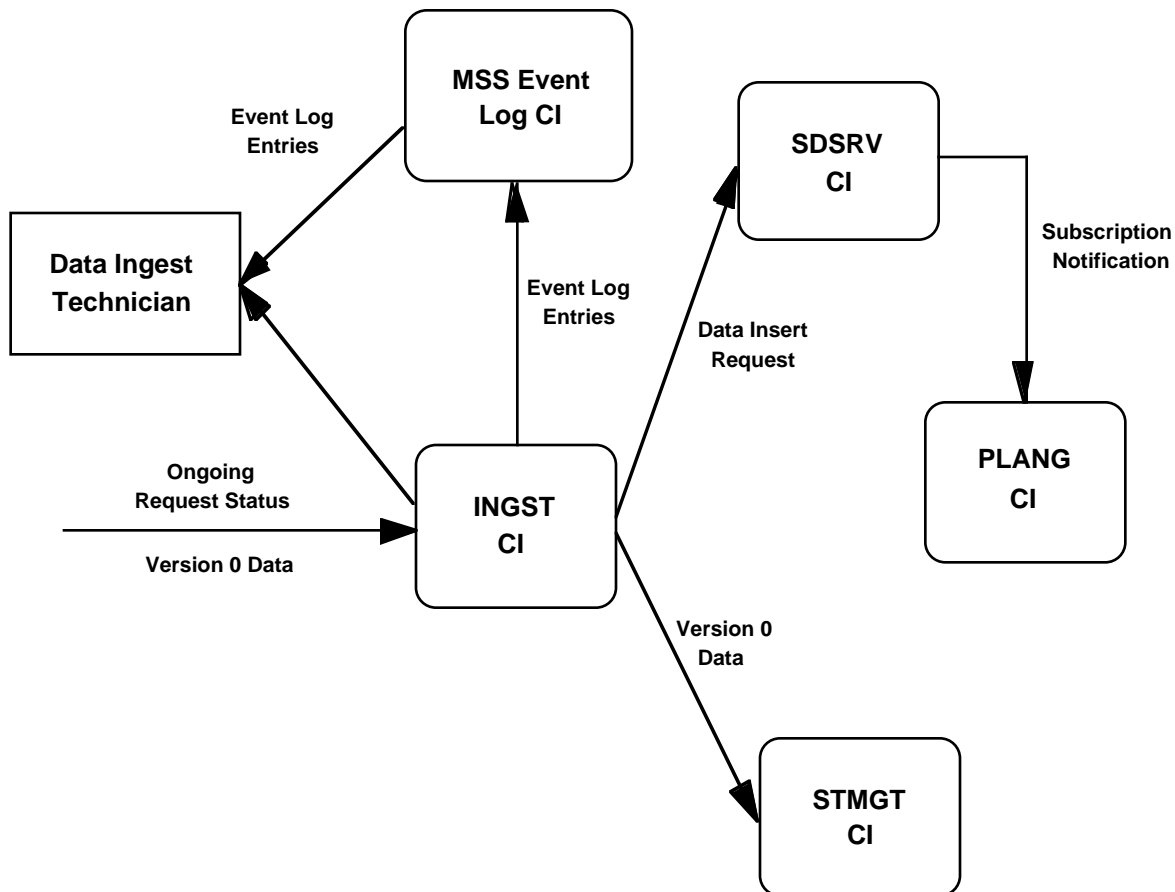 MSS Event
Log CI
Event Log
Entries
SDSRV
CI
Subscription
Notification
Data Ingest
Technician
Event Log
Entries
Data Insert
Request
PLANG
CI
Ongoing
Request Status
INGST
CI
Version 0 Data
Version 0
Data
STMGT
CI